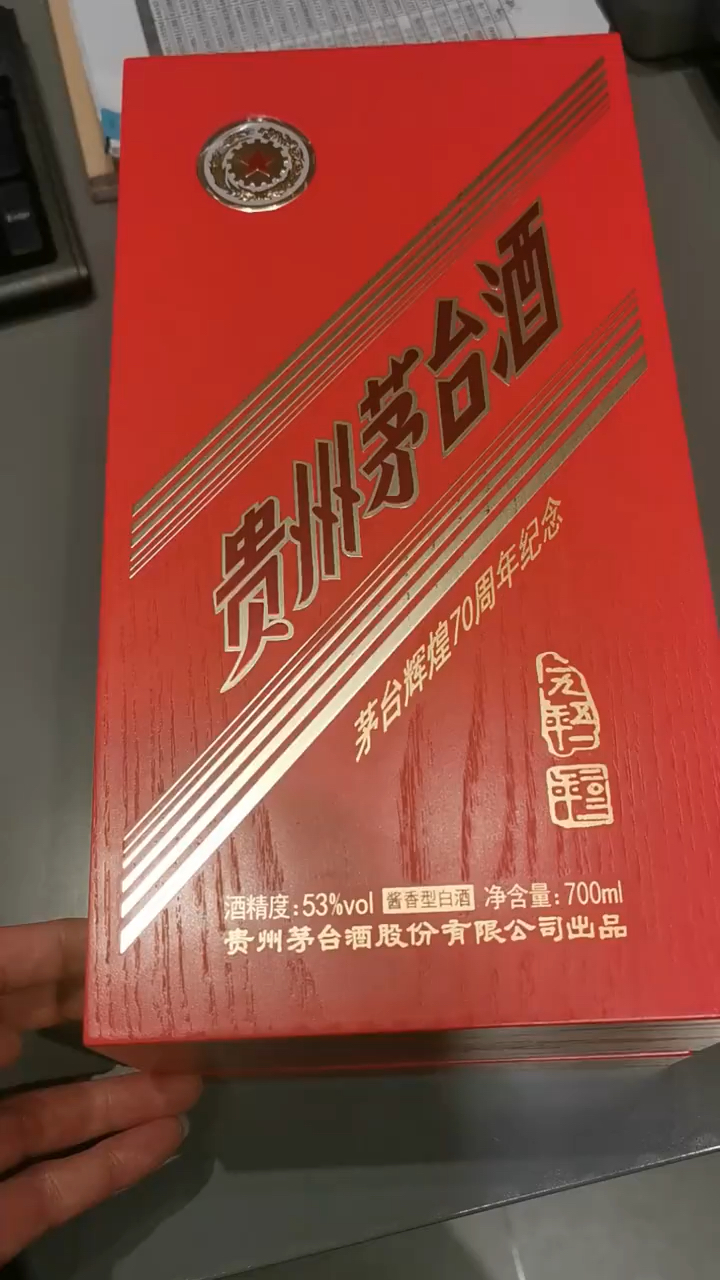 贵州茅台酒
茅台辉煌70周年纪念
酒精度:53%vol 酱香型白酒 净含量:700ml
贵州茅台酒股份有限公司出品